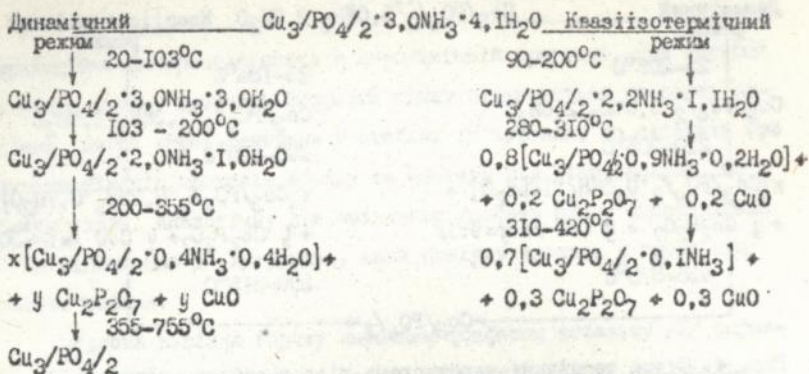 Динамічний Cu3/PO4/2·3,0NH3·4,1H2O Квазіізотермічний
режим режим
20-103°C 90-200°C
Cu3/PO4/2·3,0NH3·3,0H2O Cu3/PO4/2·2,2NH3·1,1H2O
103 - 200°C 280-310°C
Cu3/PO4/2·2,0NH3·1,0H2O 0,8[Cu3/PO4/2·0,9NH3·0,2H2O] +
200-355°C + 0,2 Cu2P2O7 + 0,2 CuO
310-420°C
x[Cu3/PO4/2·0,4NH3·0,4H2O] + 0,7[Cu3/PO4/2·0,1NH3] +
+ y Cu2P2O7 + y CuO + 0,3 Cu2P2O7 + 0,3 CuO
355-755°C
Cu3/PO4/2